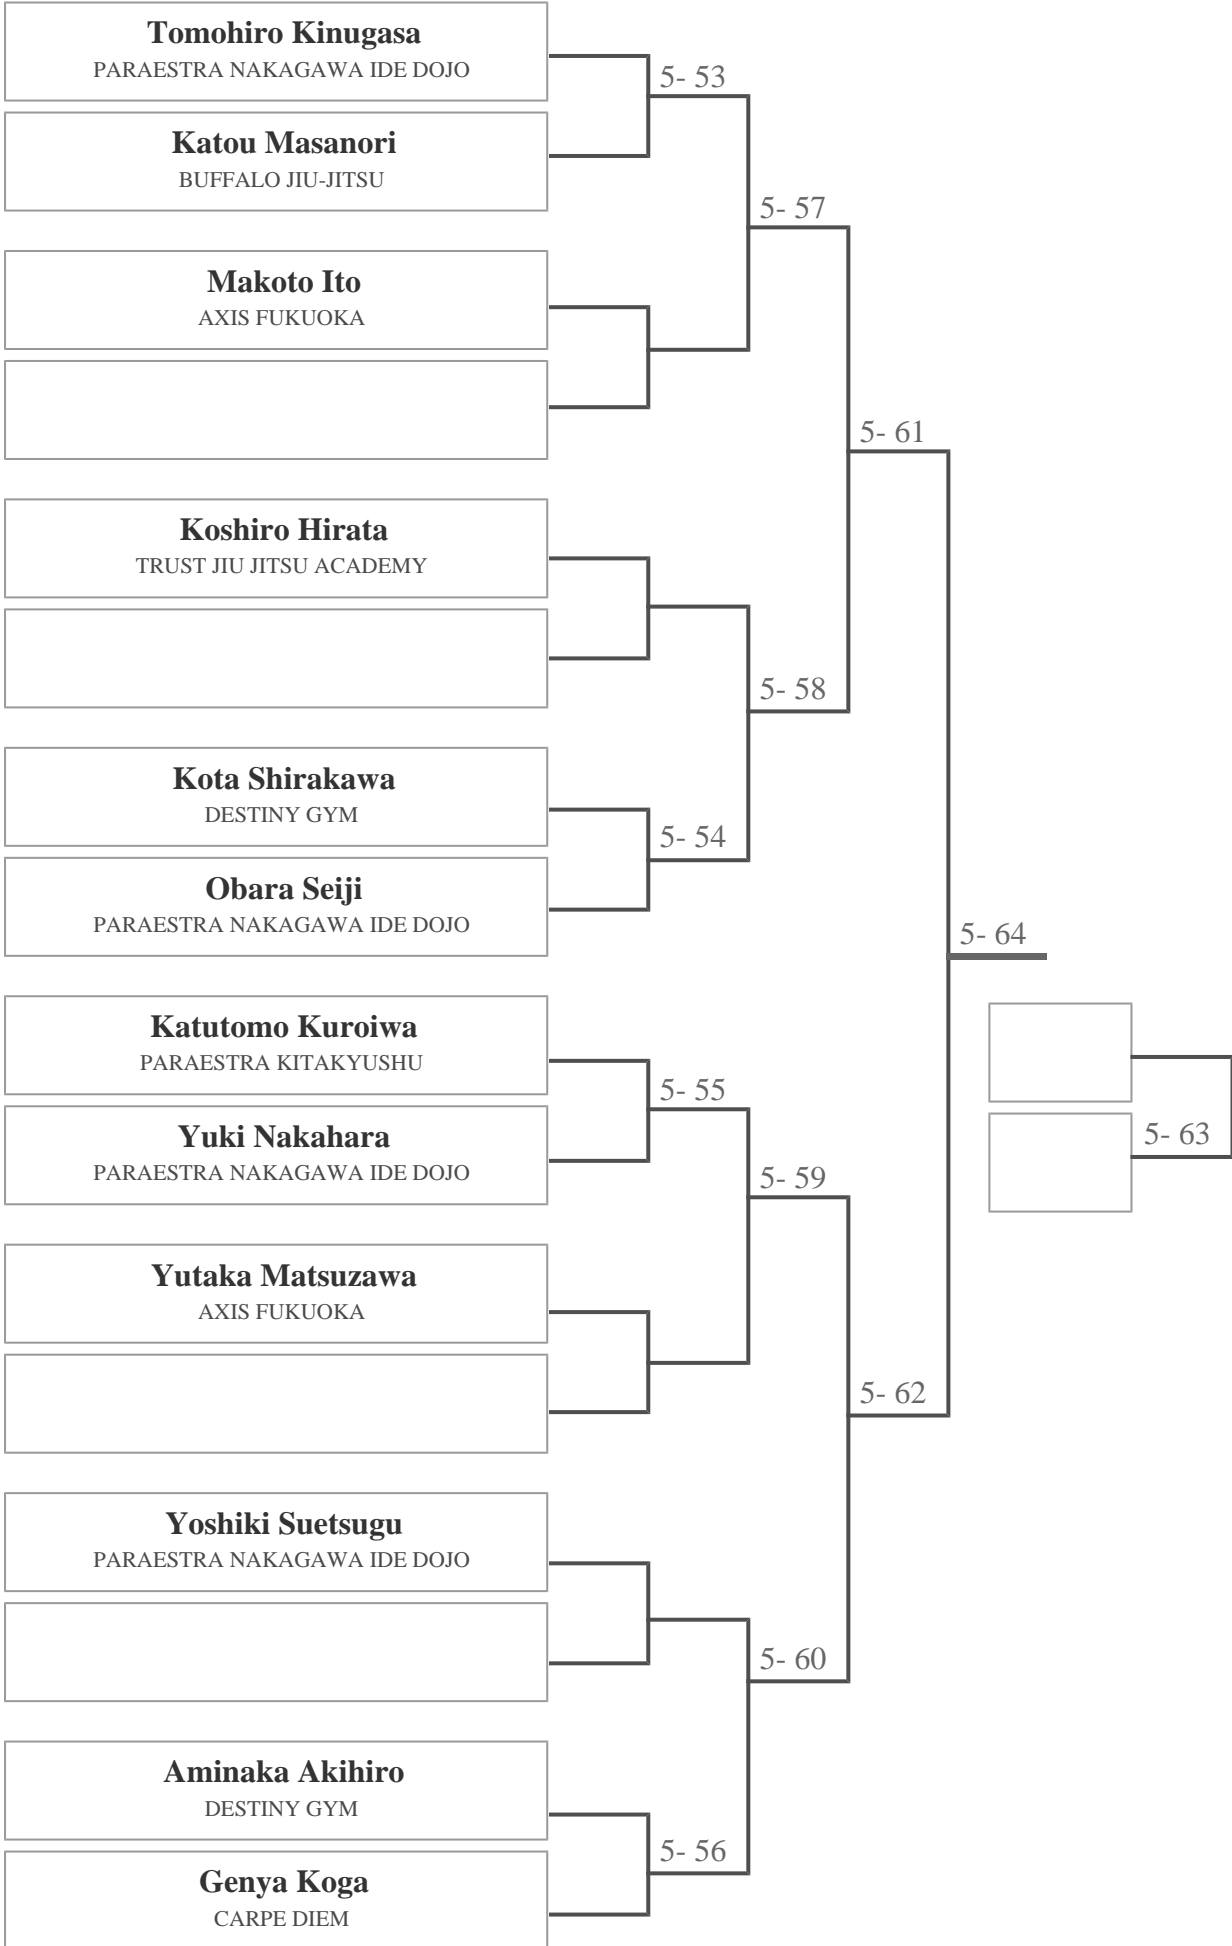 Tomohiro Kinugasa
PARAESTRA NAKAGAWA IDE DOJO
5- 53
Katou Masanori
BUFFALO JIU-JITSU
5- 57
Makoto Ito
AXIS FUKUOKA
5- 61
Koshiro Hirata
TRUST JIU JITSU ACADEMY
5- 58
Kota Shirakawa
DESTINY GYM
5- 54
Obara Seiji
PARAESTRA NAKAGAWA IDE DOJO
5- 64
Katutomo Kuroiwa
PARAESTRA KITAKYUSHU
5- 55
Yuki Nakahara
PARAESTRA NAKAGAWA IDE DOJO
5- 63
5- 59
Yutaka Matsuzawa
AXIS FUKUOKA
5- 62
Yoshiki Suetsugu
PARAESTRA NAKAGAWA IDE DOJO
5- 60
Aminaka Akihiro
DESTINY GYM
5- 56
Genya Koga
CARPE DIEM